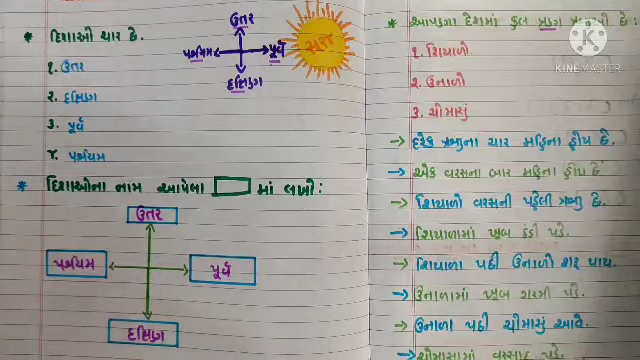 * દિશાઓ ચાર છે.
૧. ઉત્તર
૨. દક્ષિણ
૩. પૂર્વ
૪. પશ્ચિમ
ઉત્તર
પશ્ચિમ
પૂર્વ
દક્ષિણ
* દિશાઓના નામ આપેલા માં લખો:
ઉત્તર
પશ્ચિમ
પૂર્વ
દક્ષિણ
* આપણા દેશમાં કુલ ત્રણ ઋતુઓ છે:
૧. શિયાળો
૨. ઉનાળો
૩. ચોમાસું
→ દરેક ઋતુના ચાર મહિના હોય છે.
→ એક વરસના બાર મહિના હોય છે.
→ શિયાળો વરસની પહેલી ઋતુ છે.
→ શિયાળામાં ખુબ ઠંડી પડે.
→ શિયાળા પછી ઉનાળો શરૂ થાય.
→ ઉનાળામાં ખુબ ગરમી પડે.
→ ઉનાળા પછી ચોમાસું આવે.
→ ચોમાસામાં વરસાદ પડે.
KINEMASTER